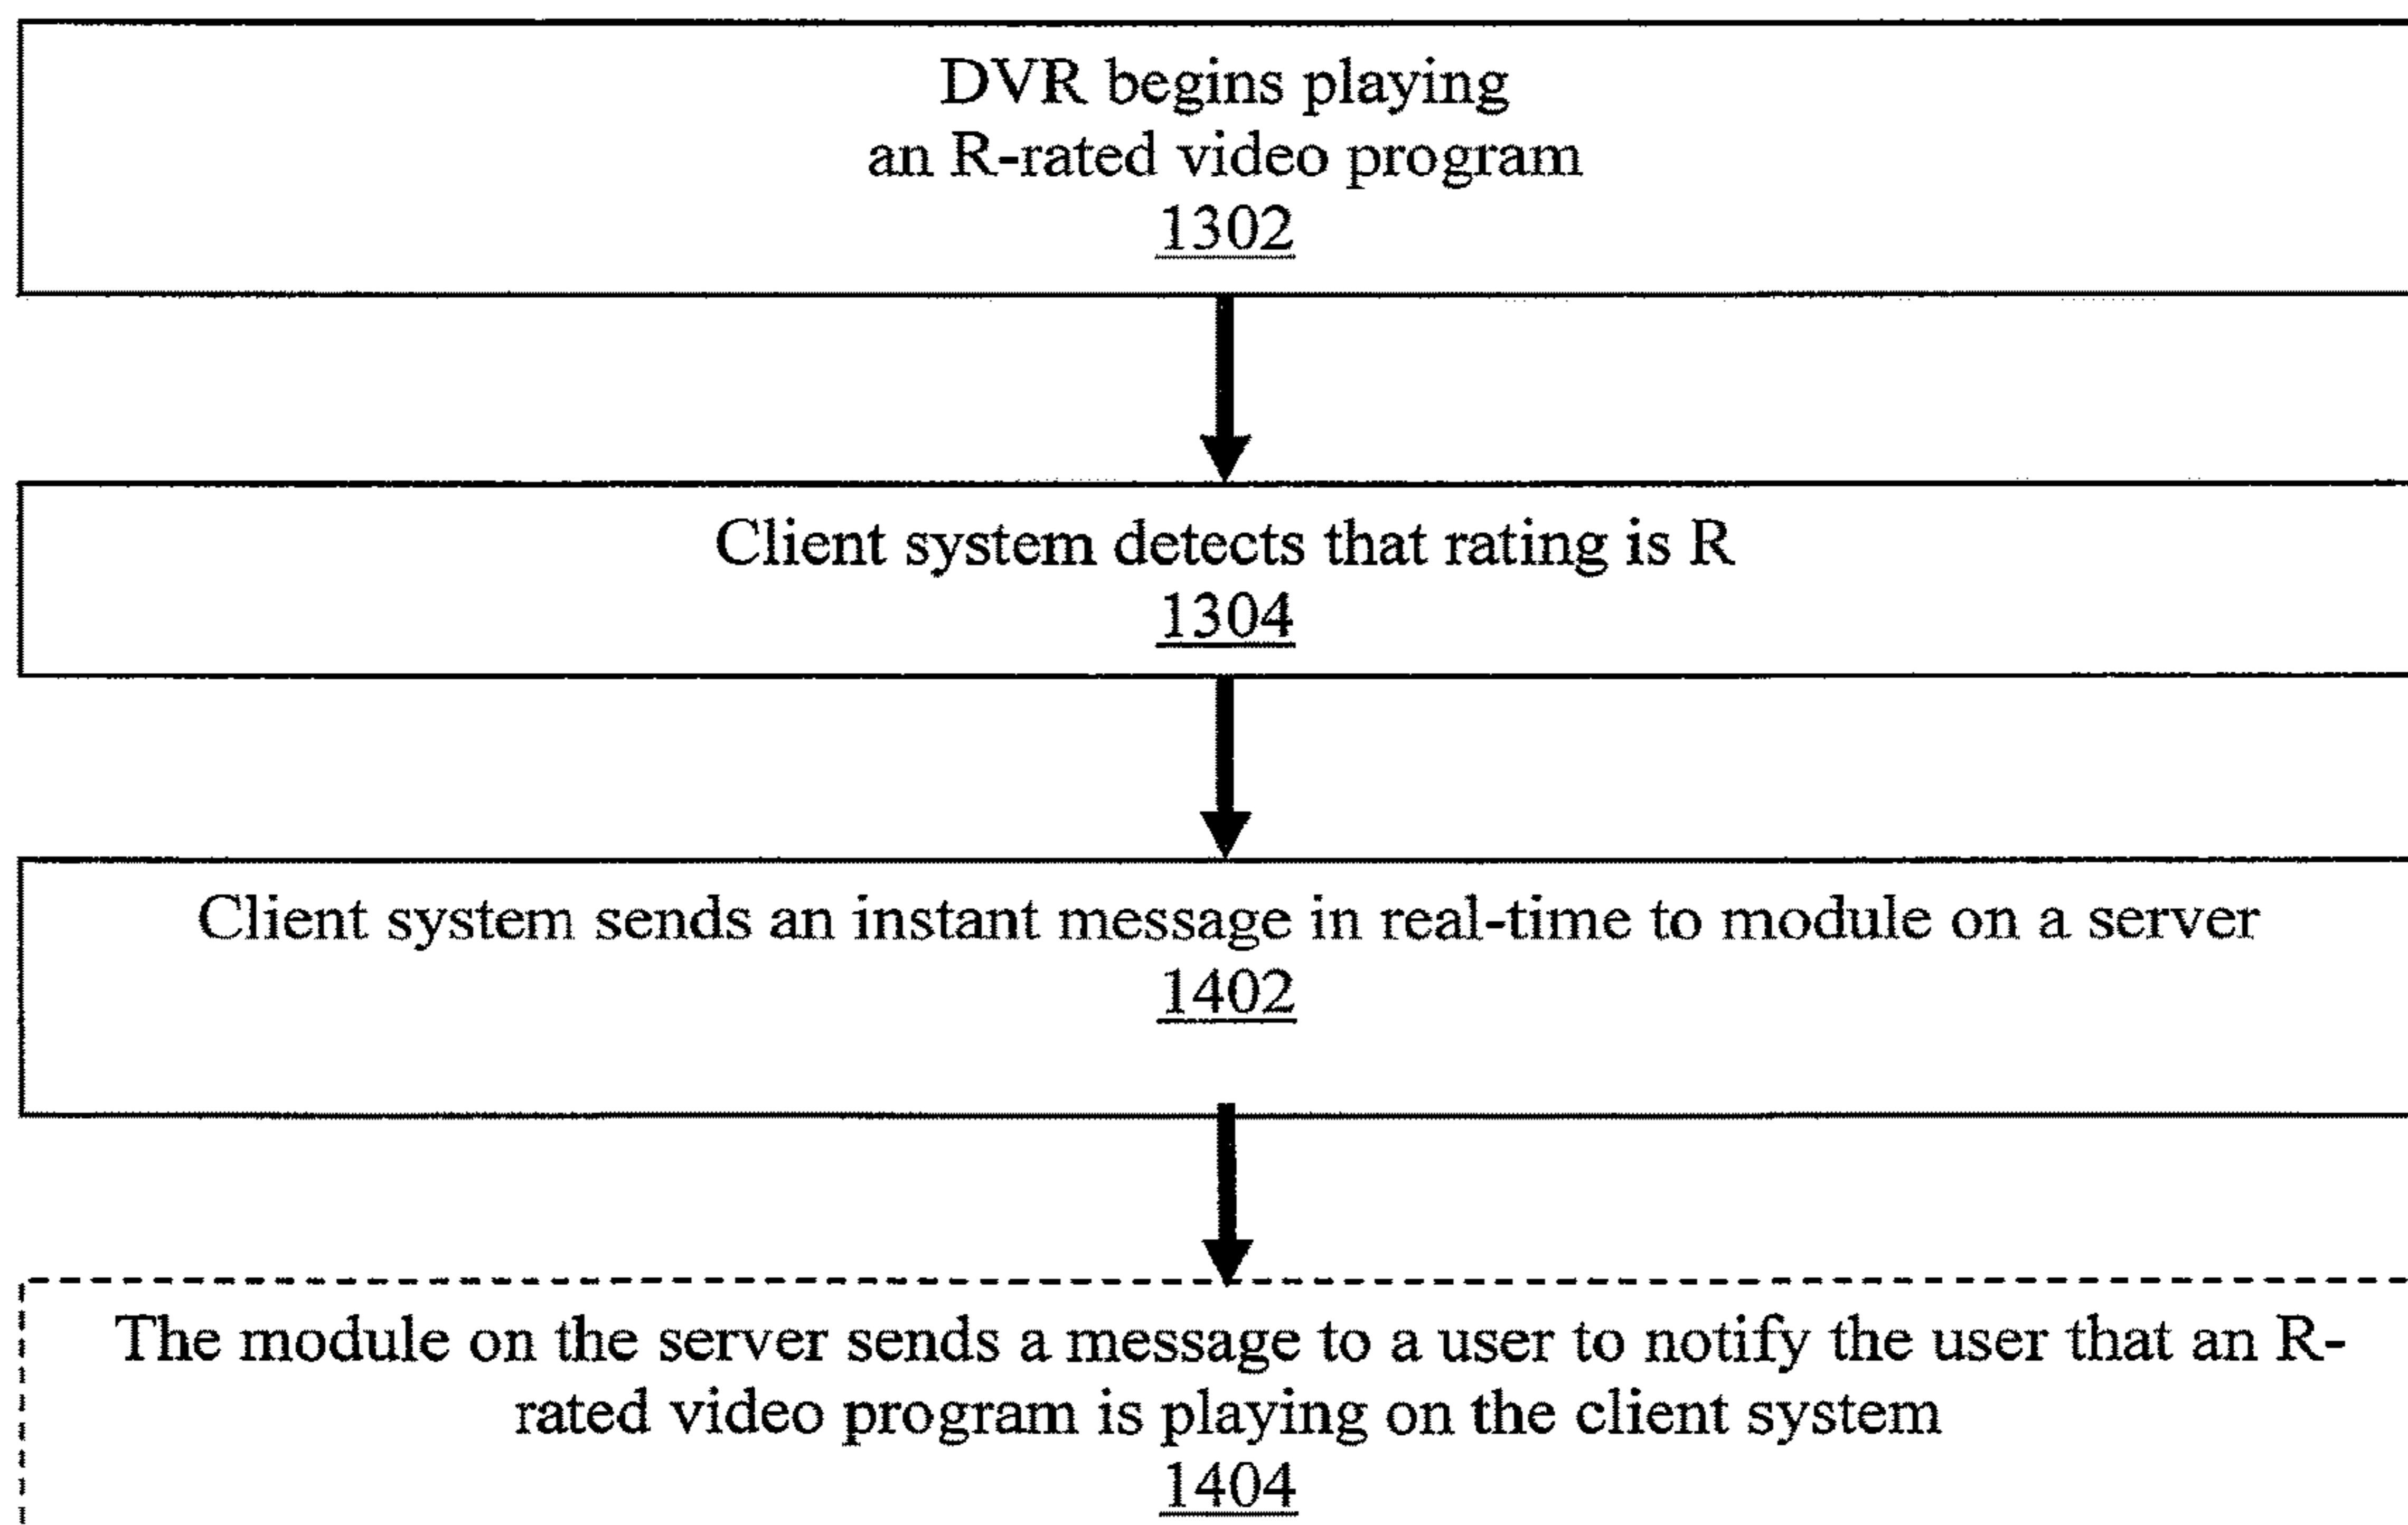 DVR begins playing
an R-rated video program
1302
Client system detects that rating is R
1304
Client system sends an instant message in real-time to module on a server
1402
The module on the server sends a message to a user to notify the user that an R-
rated video program is playing on the client system
1404